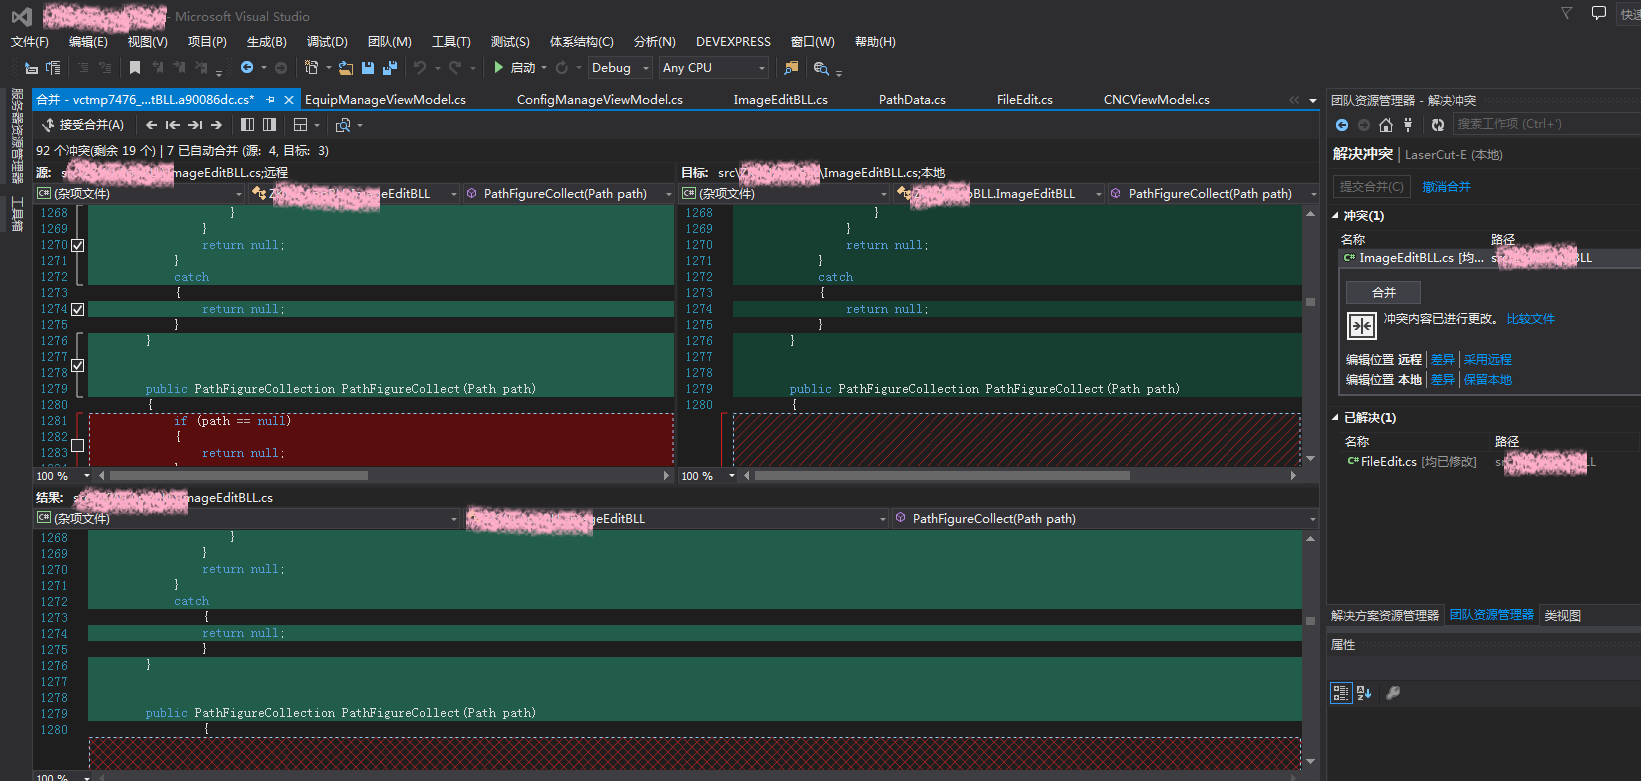 - Microsoft Visual Studio
快速
文件(F) 编辑(E) 视图(V) 项目(P) 生成(B) 调试(D) 团队(M) 工具(T) 测试(S) 体系结构(C) 分析(N) DEVEXPRESS 窗口(W) 帮助(H)
启动 Debug Any CPU
服务器资源管理器
工具箱
合并 - vctmp7476_...tBLL.a90086dc.cs* EquipManageViewModel.cs ConfigManageViewModel.cs ImageEditBLL.cs PathData.cs FileEdit.cs CNCViewModel.cs
接受合并(A)
92 个冲突(剩余 19 个) | 7 已自动合并 (源: 4, 目标: 3)
源: mageEditBLL.cs;远程
(杂项文件) eEditBLL PathFigureCollect(Path path)
1268 }
1269 }
1270 return null;
1271 }
1272 catch
1273 {
1274 return null;
1275 }
1276 }
1277
1278
1279 public PathFigureCollection PathFigureCollect(Path path)
1280 {
1281 if (path == null)
1282 {
1283 return null;
100 %
目标: src\ \ImageEditBLL.cs;本地
(杂项文件) BLL.ImageEditBLL PathFigureCollect(Path path)
1268 }
1269 }
1270 return null;
1271 }
1272 catch
1273 {
1274 return null;
1275 }
1276 }
1277
1278
1279 public PathFigureCollection PathFigureCollect(Path path)
1280 {
100 %
结果: mageEditBLL.cs
(杂项文件) geEditBLL PathFigureCollect(Path path)
1268 }
1269 }
1270 return null;
1271 }
1272 catch
1273 {
1274 return null;
1275 }
1276 }
1277
1278
1279 public PathFigureCollection PathFigureCollect(Path path)
1280 {
100 %
团队资源管理器 - 解决冲突
搜索工作项 (Ctrl+')
解决冲突 | LaserCut-E (本地)
提交合并(C) 撤消合并
冲突(1)
名称 路径
C# ImageEditBLL.cs [均... BLL
合并
冲突内容已进行更改。 比较文件
编辑位置 远程 | 差异 | 采用远程
编辑位置 本地 | 差异 | 保留本地
已解决(1)
名称 路径
C# FileEdit.cs [均已修改]
解决方案资源管理器 团队资源管理器 类视图
属性